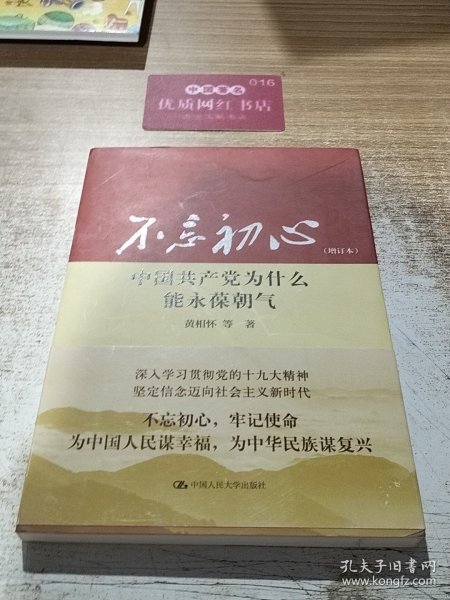 中国著名
016
优质网红书店
不忘初心
(增订本)
中国共产党为什么
能永葆朝气
黄相怀 等 著
深入学习贯彻党的十九大精神
坚定信念迈向社会主义新时代
不忘初心,牢记使命
为中国人民谋幸福,为中华民族谋复兴
中国人民大学出版社
孔夫子旧书网
www.kongfz.com